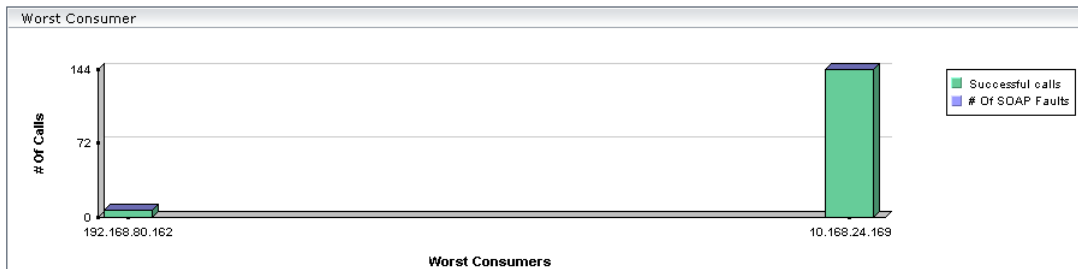 Worst Consumer
144
72
0
# Of Calls
192.168.80.162
10.168.24.169
Worst Consumers
Successful calls
# Of SOAP Faults